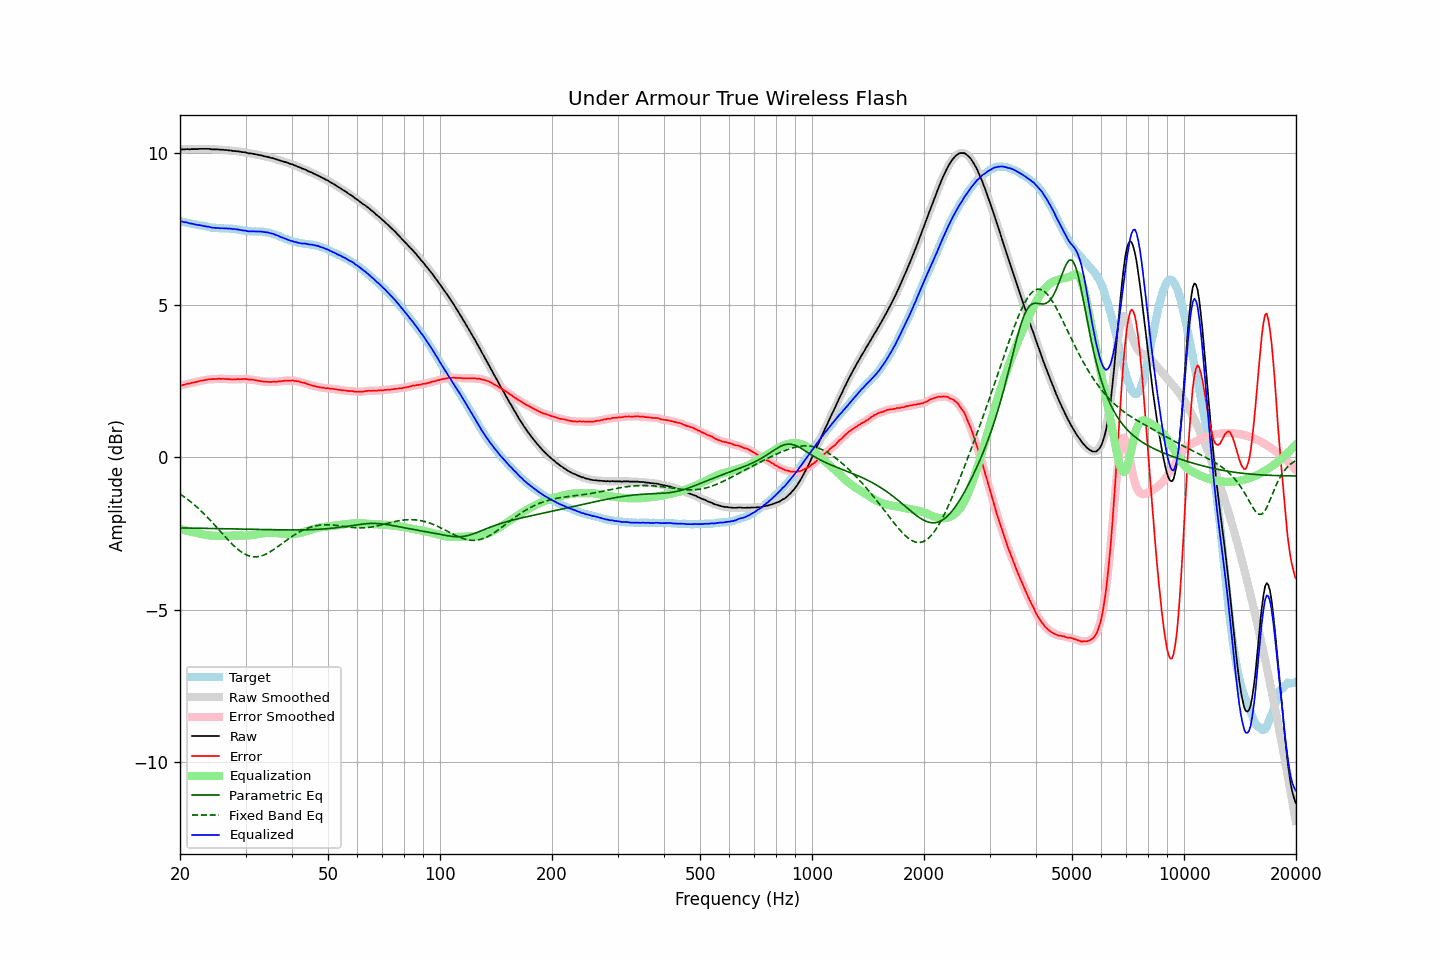 Under Armour True Wireless Flash
Amplitude (dBr)
10
5
0
−5
−10
Target
Raw Smoothed
Error Smoothed
Raw
Error
Equalization
Parametric Eq
Fixed Band Eq
Equalized
20 50 100 200 500 1000 2000 5000 10000 20000
Frequency (Hz)